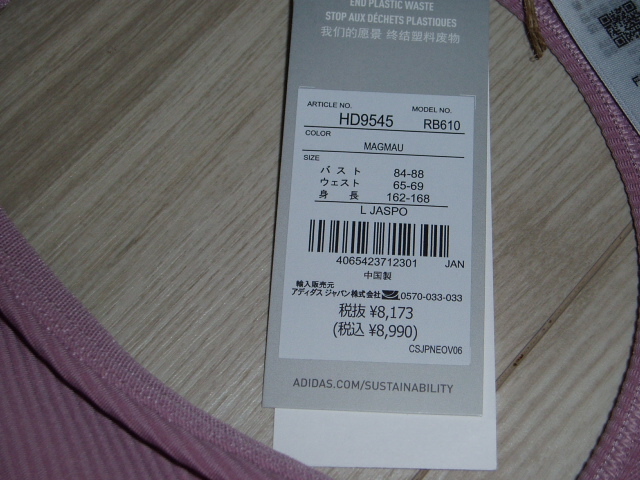 END PLASTIC WASTE
STOP AUX DÉCHETS PLASTIQUES
我们的愿景 终结塑料废物
ARTICLE NO. MODEL NO.
HD9545 RB610
COLOR
MAGMAU
SIZE
バスト 84-88
ウェスト 65-69
身長 162-168
L JASPO
4065423712301 JAN
中国製
輸入販売元
アディダス ジャパン株式会社 0570-033-033
税抜 ¥8,173
(税込 ¥8,990)
CSJPNEOV06
ADIDAS.COM/SUSTAINABILITY